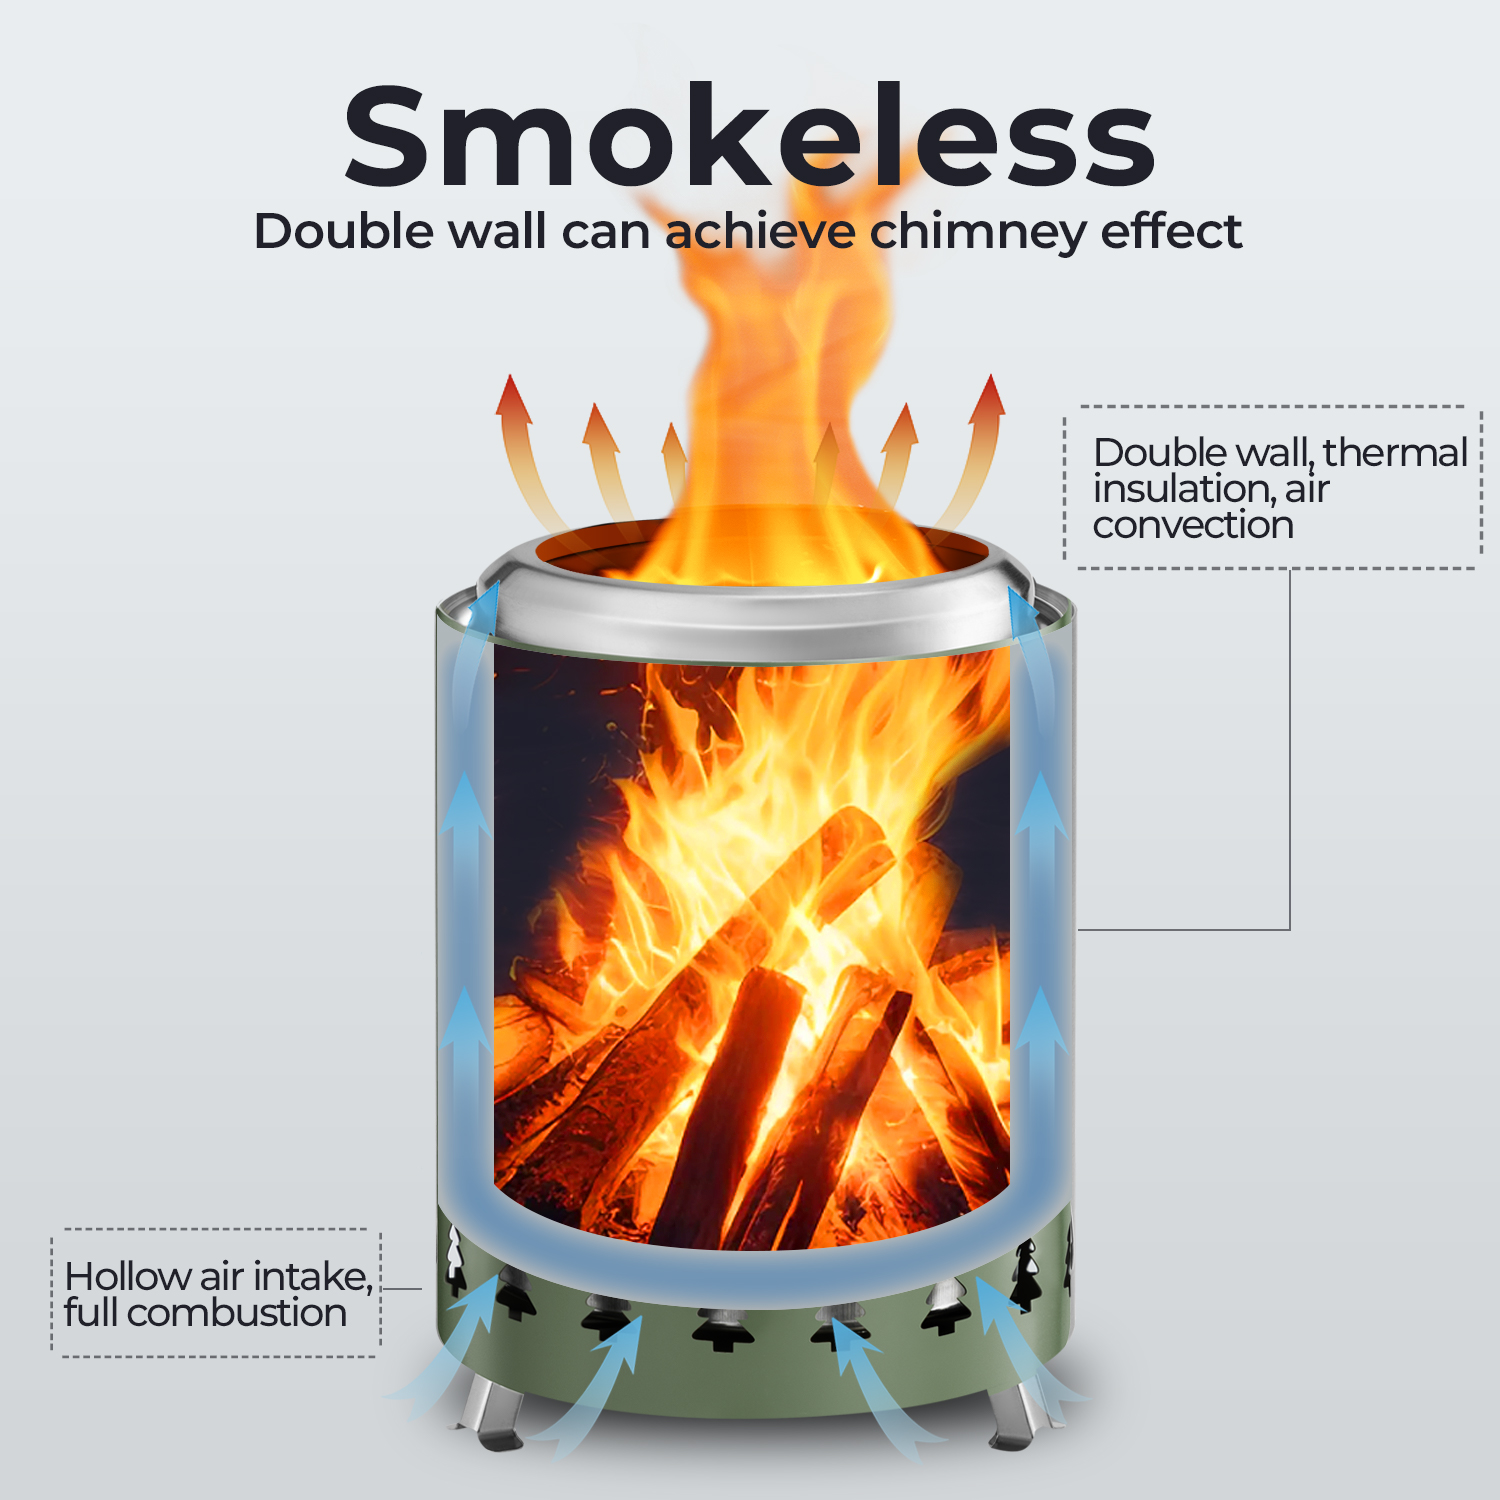 Smokeless
Double wall can achieve chimney effect
Double wall, thermal
insulation, air
convection
Hollow air intake,
full combustion